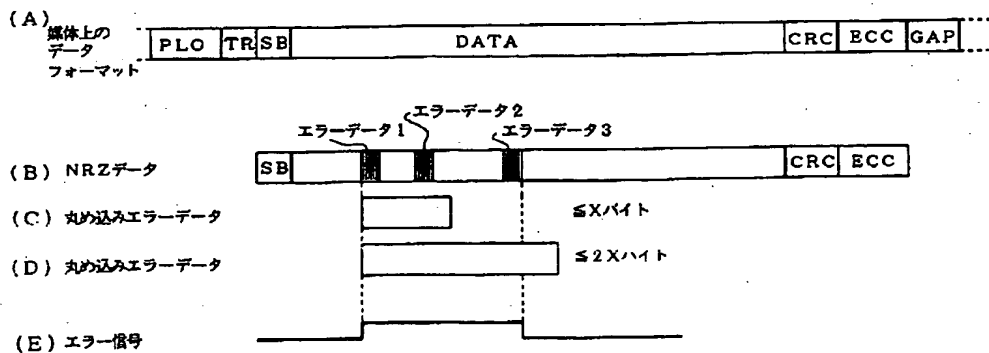 (A)
媒体上の
データ
フォーマット
PLO TR SB DATA CRC ECC GAP
エラーデータ1
エラーデータ2
エラーデータ3
(B) NRZデータ
SB CRC ECC
(C) 丸め込みエラーデータ ≦Xバイト
(D) 丸め込みエラーデータ ≦2Xハイト
(E) エラー信号